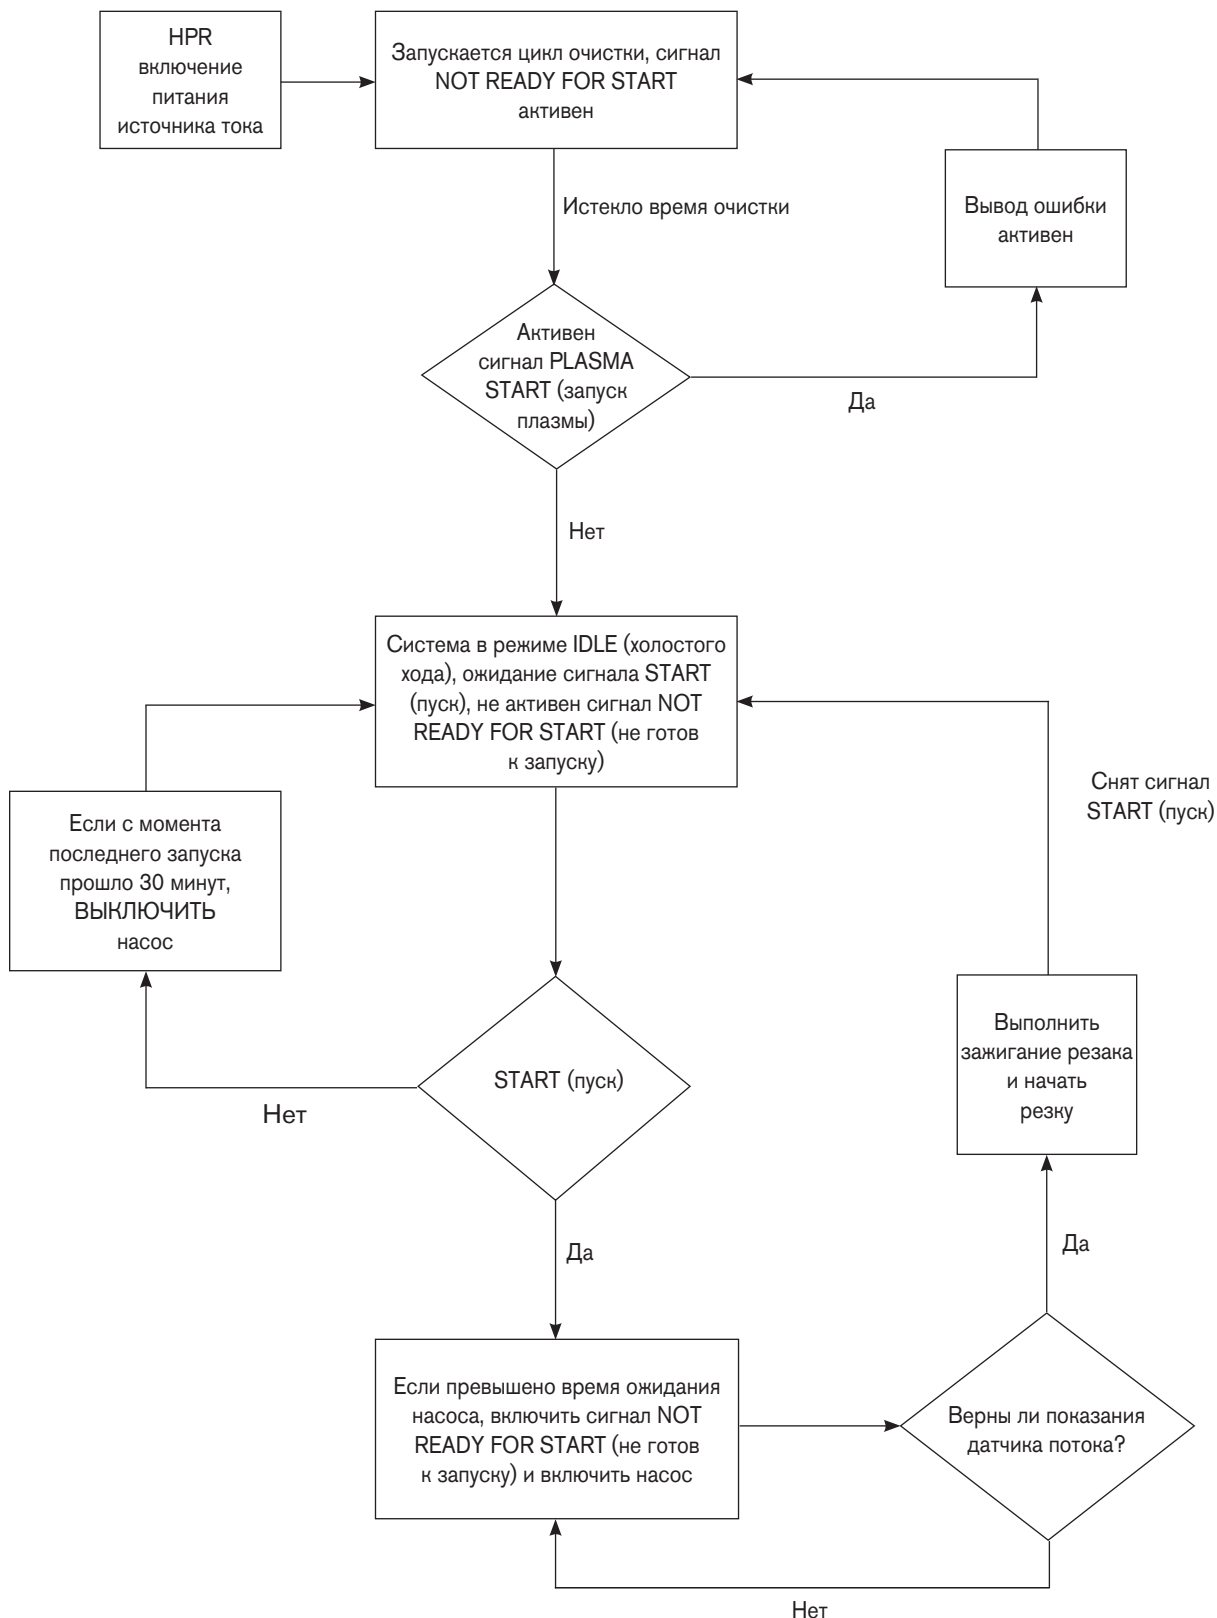 HPR
включение
питания
источника тока
Запускается цикл очистки, сигнал
NOT READY FOR START
активен
Вывод ошибки
активен
Истекло время очистки
Активен
сигнал PLASMA
START (запуск
плазмы)
Да
Нет
Система в режиме IDLE (холостого
хода), ожидание сигнала START
(пуск), не активен сигнал NOT
READY FOR START (не готов
к запуску)
Снят сигнал
START (пуск)
Если с момента
последнего запуска
прошло 30 минут,
ВЫКЛЮЧИТЬ
насос
Выполнить
зажигание резака
и начать
резку
START (пуск)
Нет
Да
Да
Если превышено время ожидания
насоса, включить сигнал NOT
READY FOR START (не готов
к запуску) и включить насос
Верны ли показания
датчика потока?
Нет